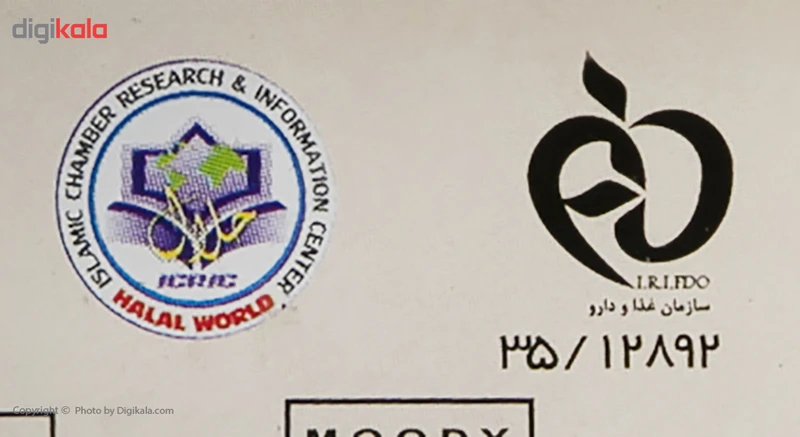 digikala
ISLAMIC CHAMBER RESEARCH & INFORMATION CENTER
حلال
ICRIC
HALAL WORLD
I.R.I.FDO
سازمان غذا و دارو
۳۵/۱۲۸۹۲
Copyright © Photo by Digikala.com